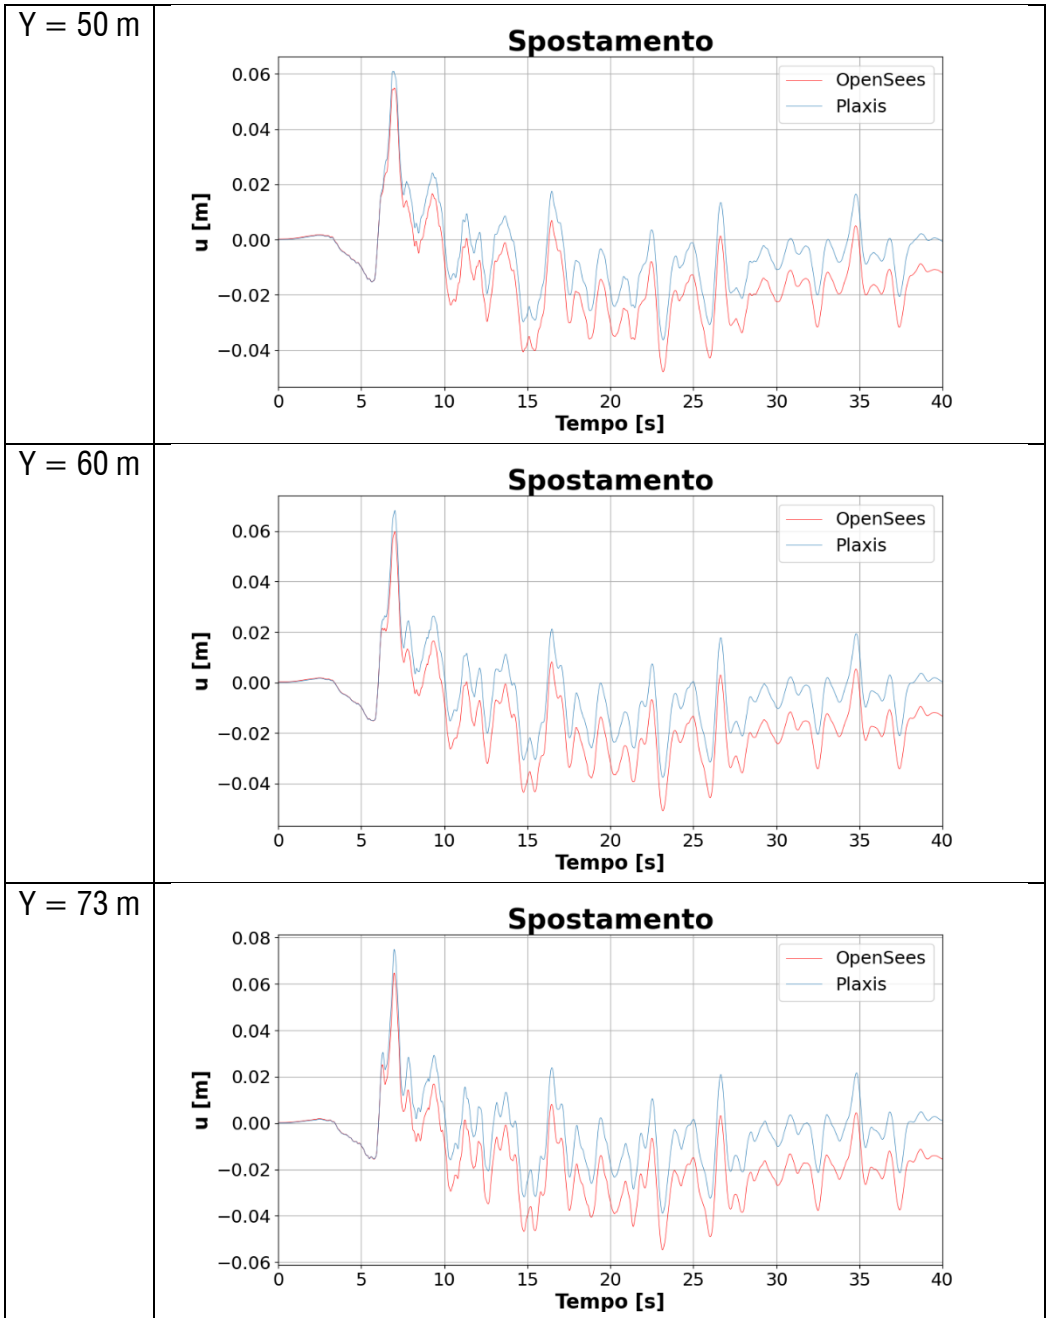 Y = 50 m
Spostamento
OpenSees
Plaxis
u [m]
0.06
0.04
0.02
0.00
−0.02
−0.04
0 5 10 15 20 25 30 35 40
Tempo [s]
Y = 60 m
Spostamento
OpenSees
Plaxis
u [m]
0.06
0.04
0.02
0.00
−0.02
−0.04
0 5 10 15 20 25 30 35 40
Tempo [s]
Y = 73 m
Spostamento
OpenSees
Plaxis
u [m]
0.08
0.06
0.04
0.02
0.00
−0.02
−0.04
−0.06
0 5 10 15 20 25 30 35 40
Tempo [s]